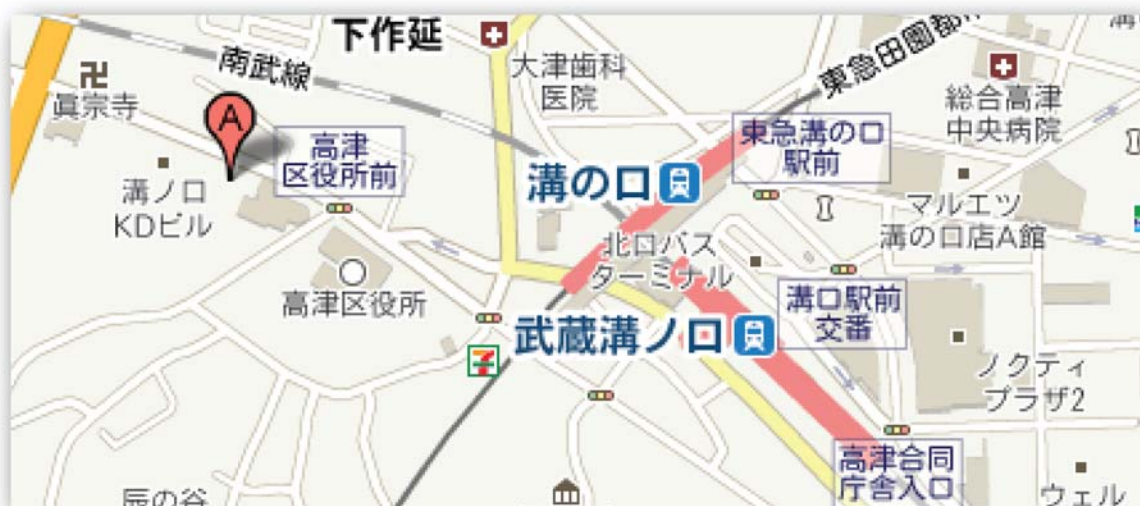 下作延
南武線
眞宗寺
A
高津
区役所前
溝ノ口
KDビル
高津区役所
大津歯科
医院
東急田園都
総合高津
中央病院
東急溝の口
駅前
溝の口
マルエツ
溝の口店A館
北口バス
ターミナル
溝口駅前
交番
武蔵溝ノ口
7
ノクティ
プラザ2
高津合同
庁舎入口
ウェル
辰の谷